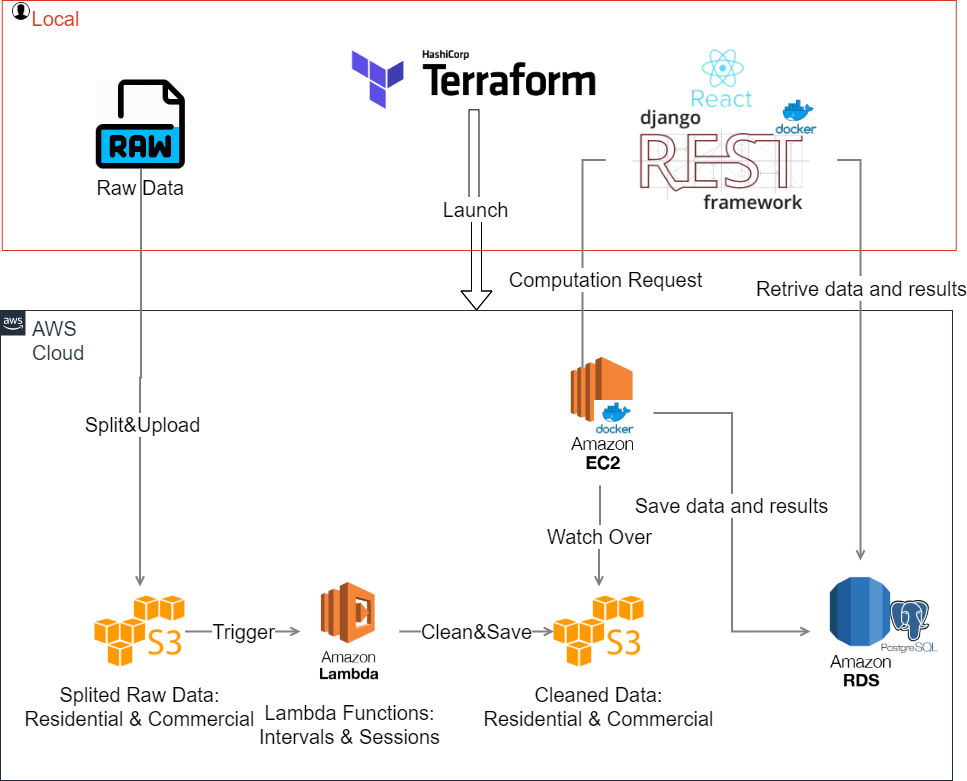 Local
HashiCorp
Terraform
React
django
docker
REST
framework
RAW
Raw Data
Launch
Computation Request
Retrive data and results
aws
AWS
Cloud
docker
Amazon
EC2
Split&Upload
Save data and results
Watch Over
S3
Trigger
Amazon
Lambda
Clean&Save
S3
PostgreSQL
Amazon
RDS
Splited Raw Data:
Residential & Commercial
Lambda Functions:
Intervals & Sessions
Cleaned Data:
Residential & Commercial